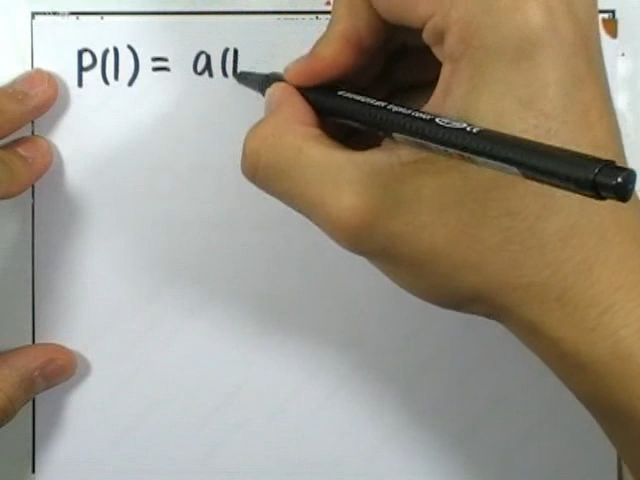 P(1) = a(1